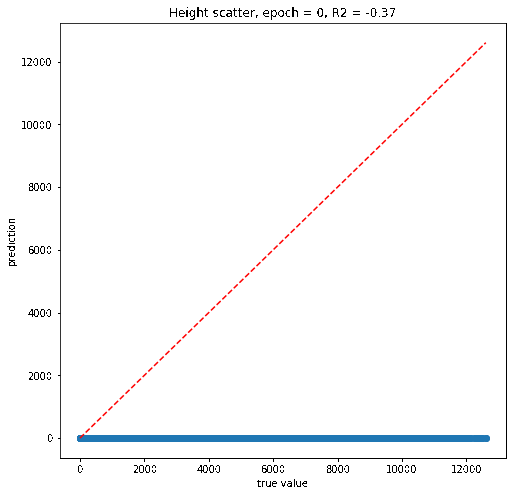 Height scatter, epoch = 0, R2 = -0.37
12000
10000
8000
6000
4000
2000
0
prediction
0 2000 4000 6000 8000 10000 12000
true value